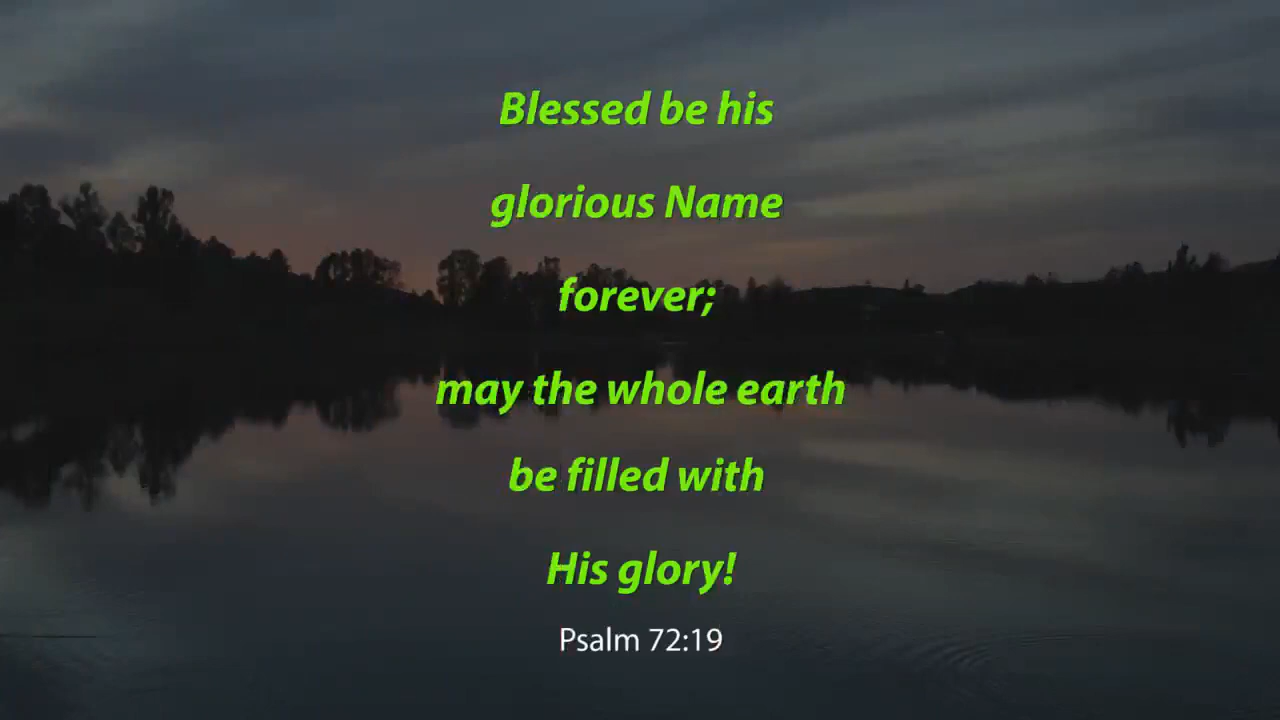 Blessed be his
glorious Name
forever;
may the whole earth
be filled with
His glory!
Psalm 72:19